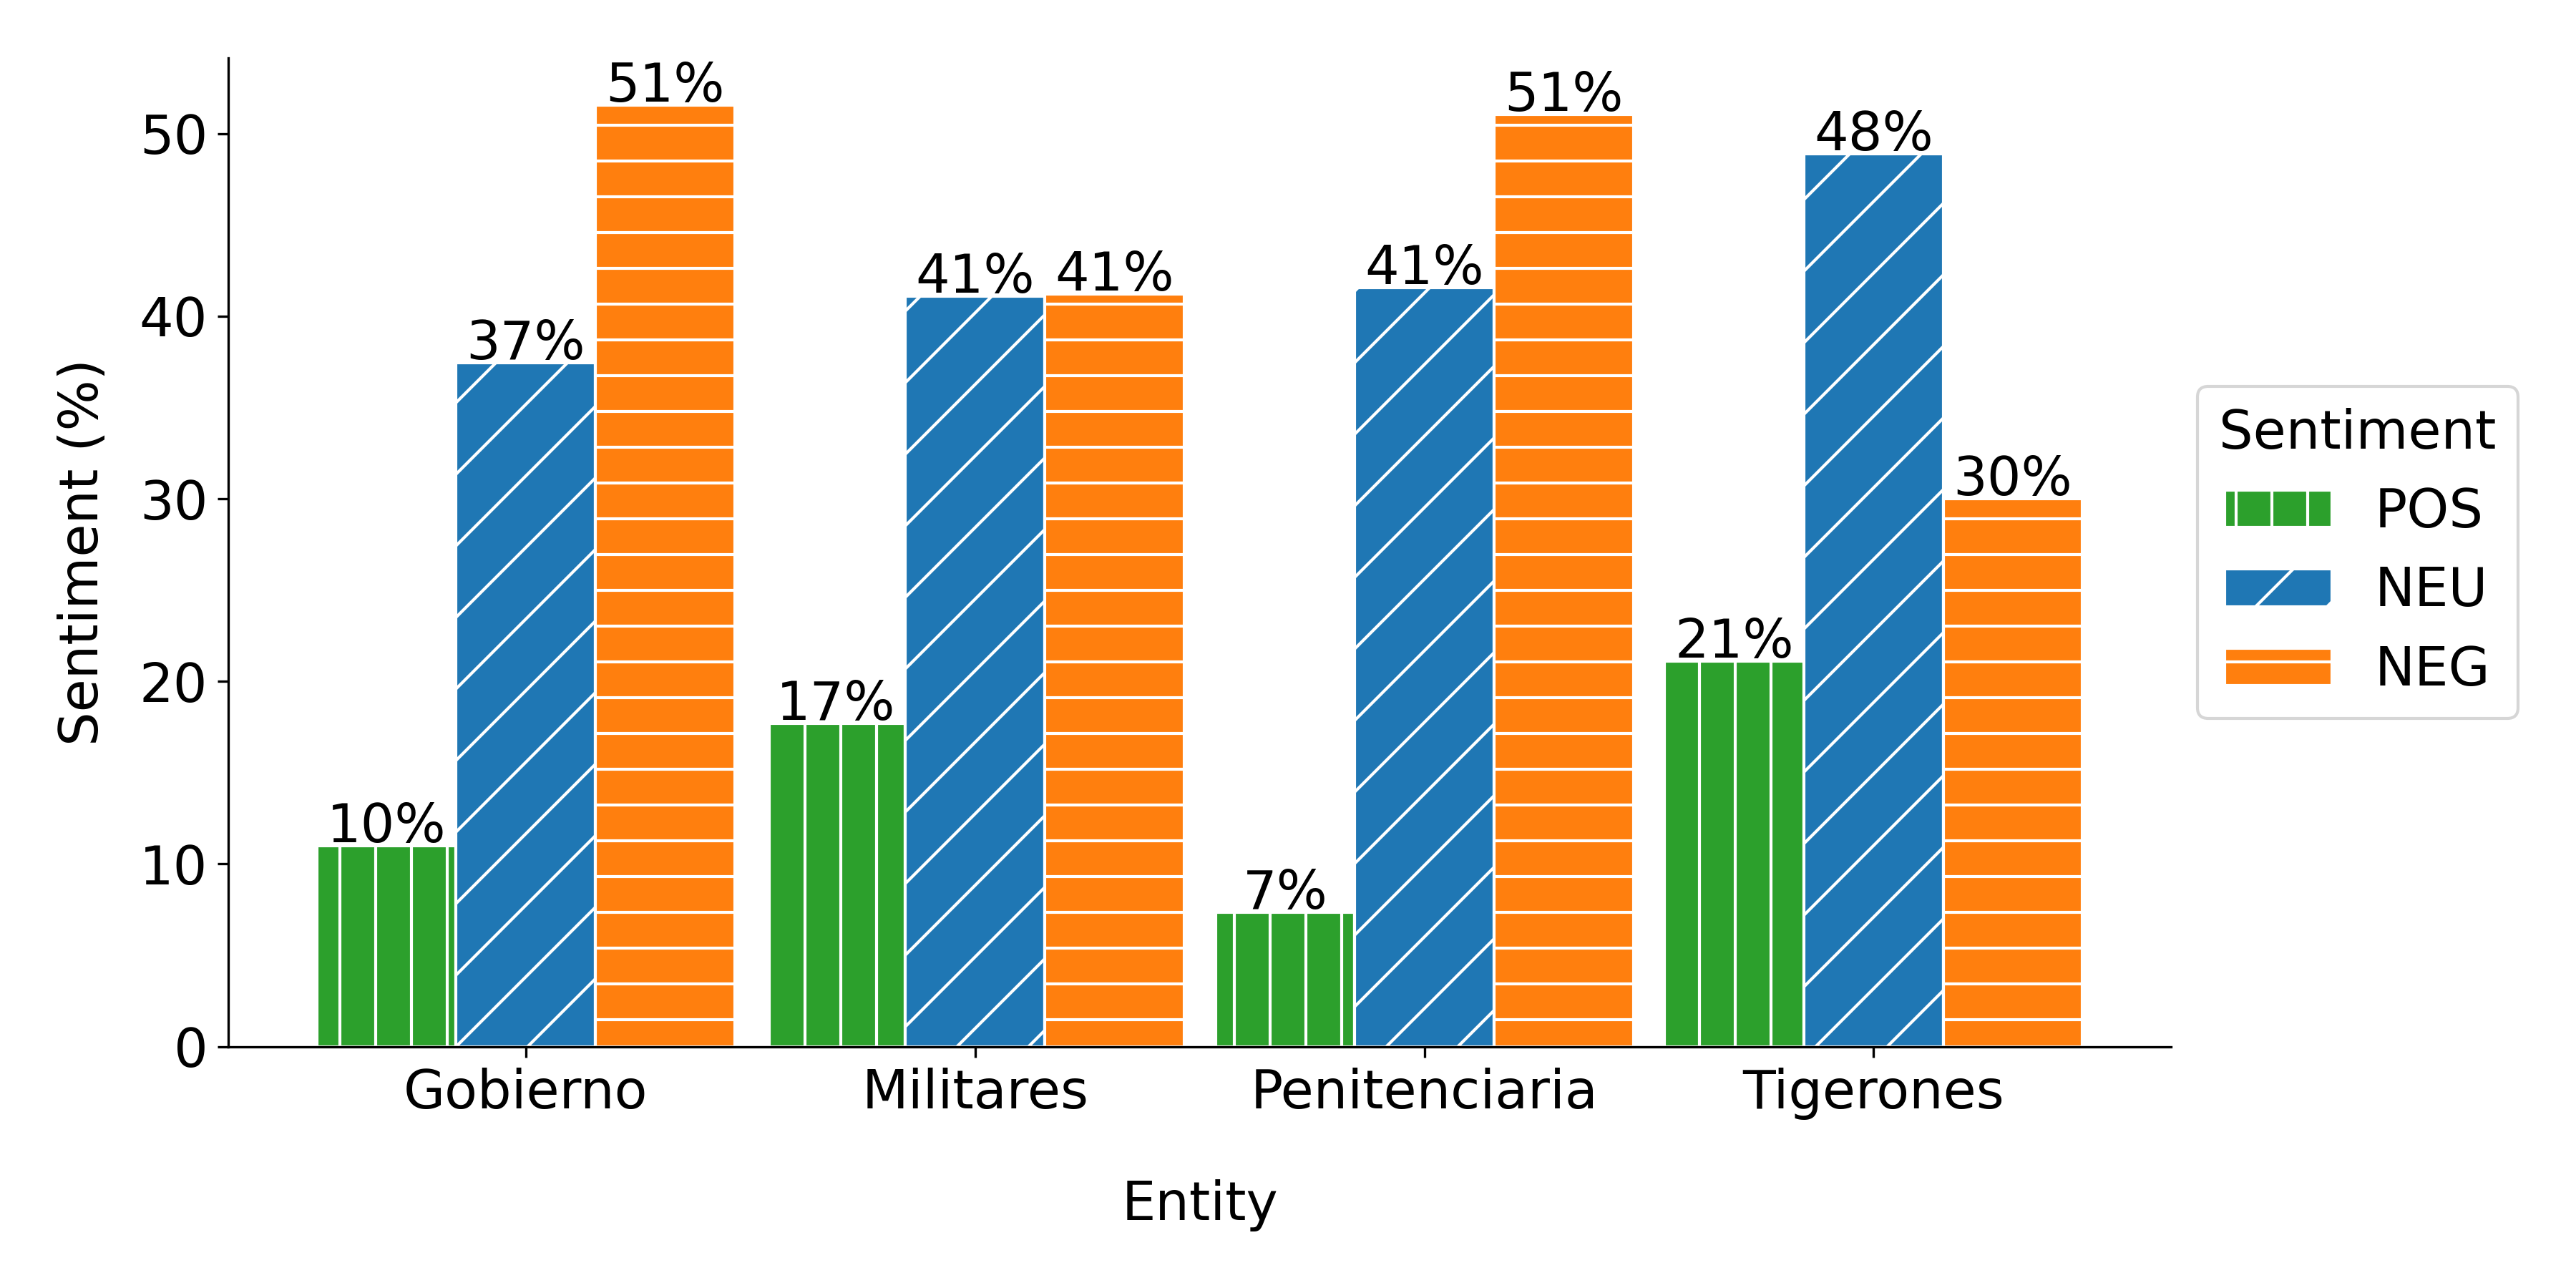 51%
51%
48%
50
41%
41%
41%
40
37%
30%
30
21%
20
17%
10%
10
7%
0
Sentiment (%)
Gobierno
Militares
Penitenciaria
Tigerones
Entity
Sentiment
POS
NEU
NEG